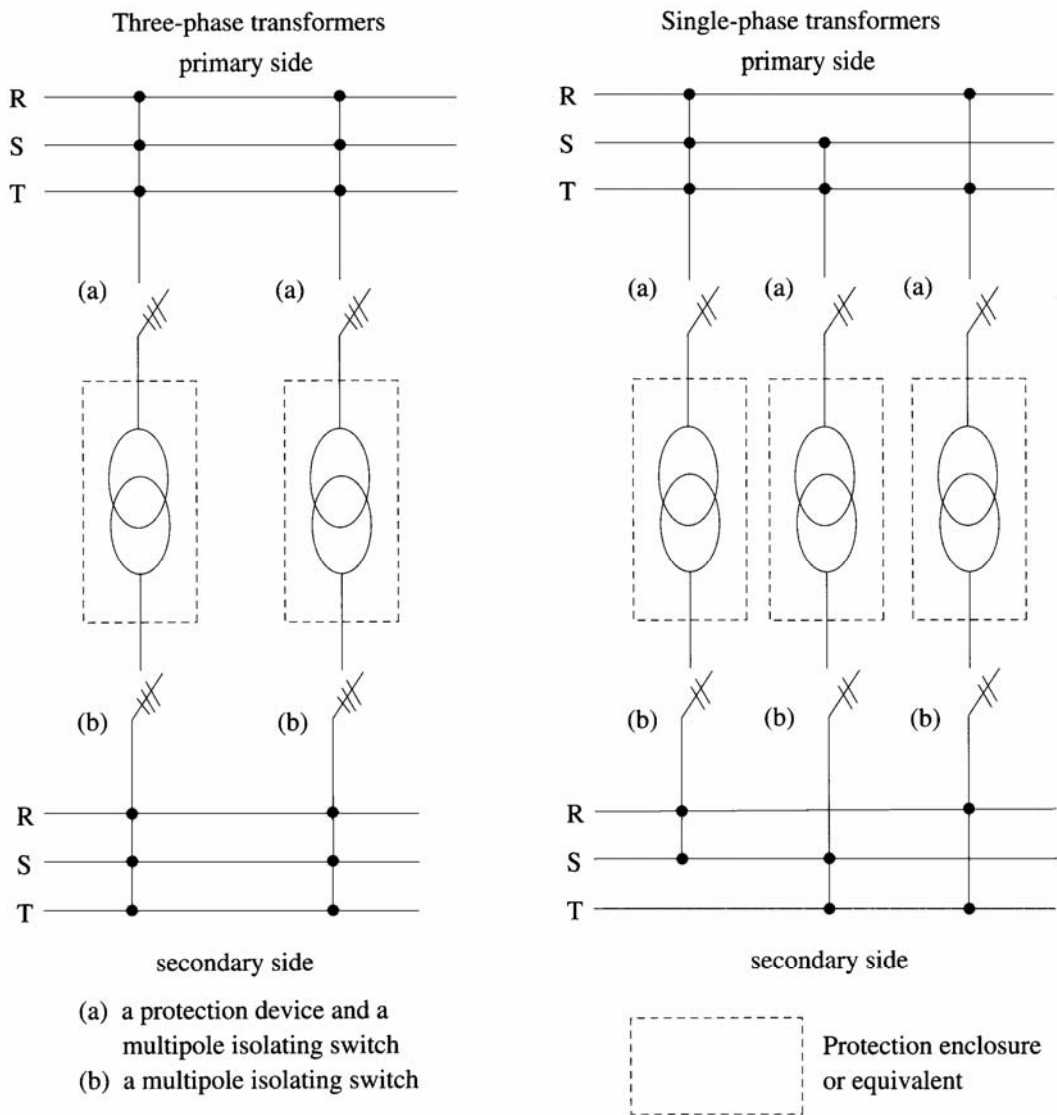 Three-phase transformers
primary side
R
S
T
(a)
(a)
(b)
(b)
R
S
T
secondary side
(a) a protection device and a
multipole isolating switch
(b) a multipole isolating switch
Single-phase transformers
primary side
R
S
T
(a)
(a)
(a)
(b)
(b)
(b)
R
S
T
secondary side
Protection enclosure
or equivalent